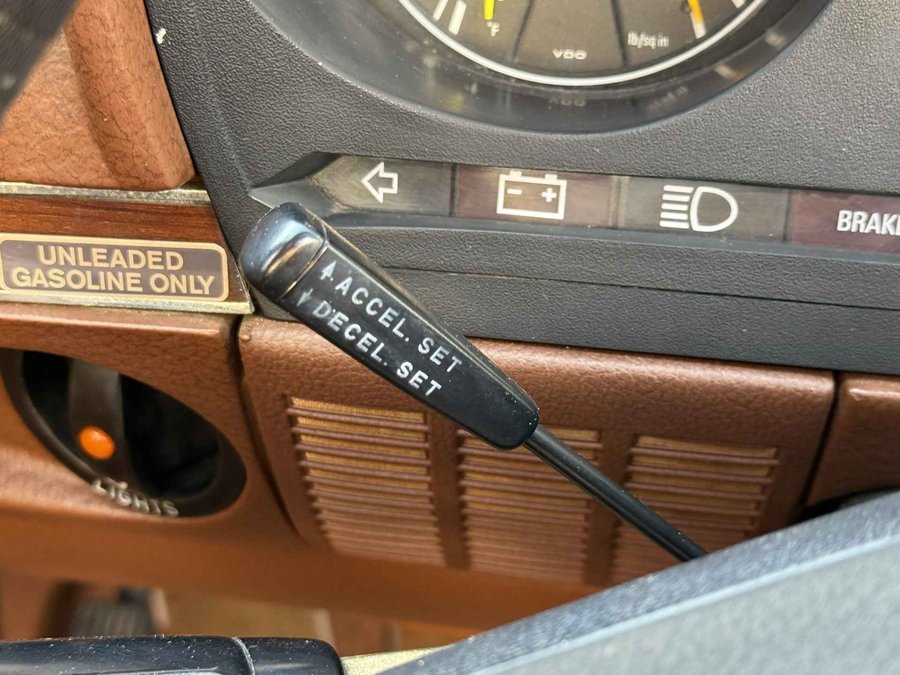 °F
VDO
lb/sq in
BRAKE
UNLEADED
GASOLINE ONLY
ACCEL. SET
DECEL. SET
LIGHTS